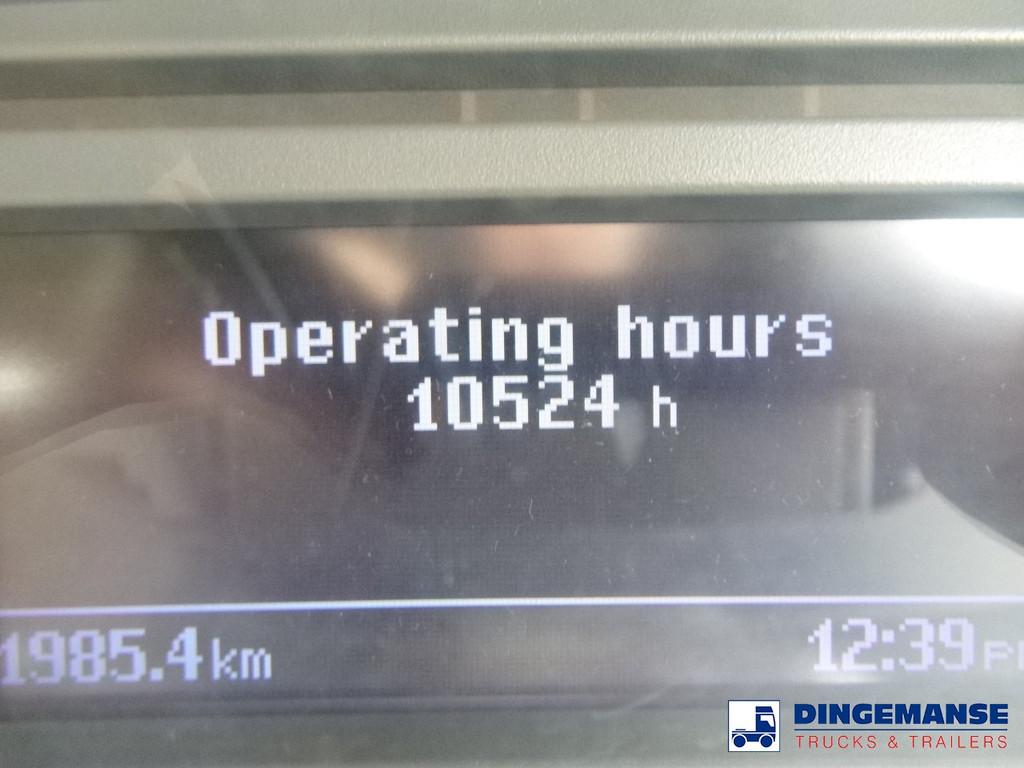 Operating hours
10524 h
1985.4 km
12:39
DINGEMANSE
TRUCKS & TRAILERS